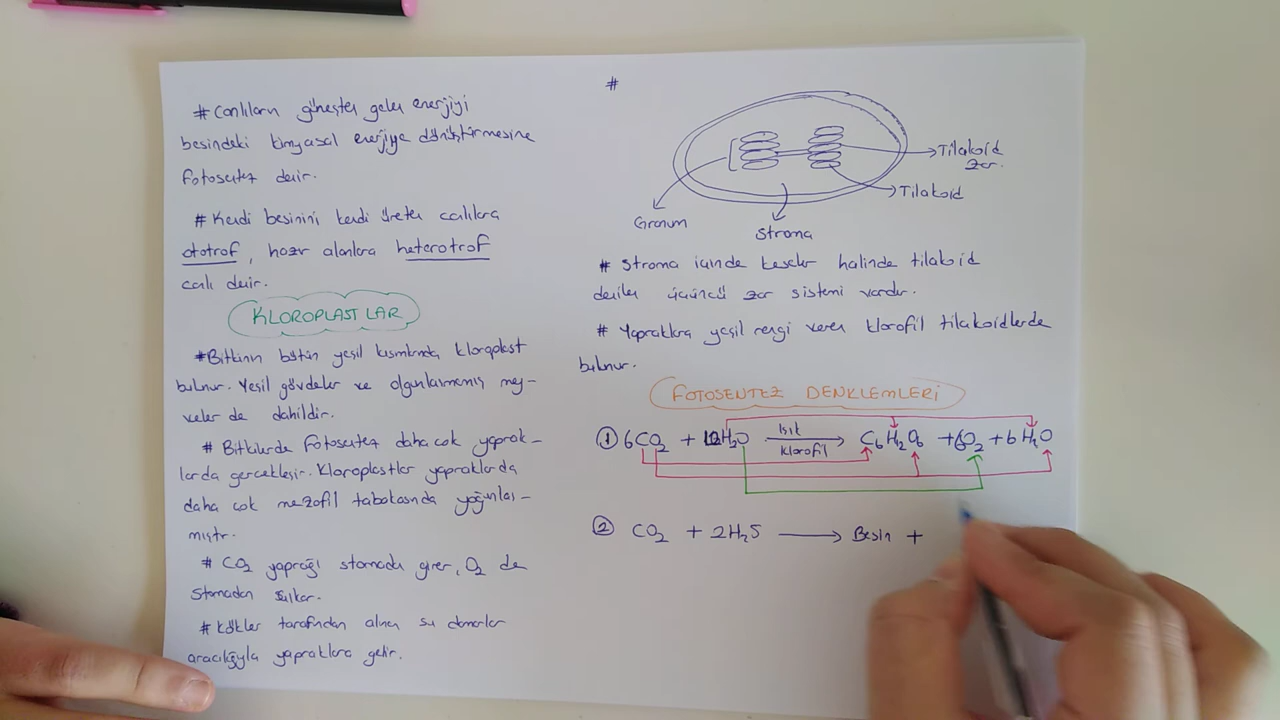 # Canlıların güneşten gelen enerjiyi
besindeki kimyasal enerjiye dönüştürmesine
fotosentez denir.
# Kendi besinini kendi üreten canlılara
ototrof, hazır alanlara heterotrof
canlı denir.
KLOROPLASTLAR
#Bitkinin bütün yeşil kısımlarında kloroplast
bulunur. Yeşil gövdeler ve olgunlaşmamış mey-
veler de dahildir.
# Bitkilerde Fotosentez daha çok yaprak-
larda gerçekleşir. Kloroplastlar yapraklarda
daha çok mezofil tabakasında yoğunlaş-
mıştır.
# CO₂ yaprağa stomadan girer, O₂ de
stomadan çıkar.
# Kökler tarafından alınan su damarlar
aracılığıyla yapraklara gelir.
#
Tilakoid
zar.
Tilakoid
Granum
Stroma
# Stroma içinde keseler halinde tilakoid
denilen üçüncü zar sistemi vardır.
# Yapraklara yeşil rengi veren klorofil tilakoidlerde
bulunur.
FOTOSENTEZ DENKLEMLERİ
① 6CO₂ + 12H₂O Işık Klorofil → C₆H₂O₆ + 6O₂ + 6H₂O
② CO₂ + 2H₂S → Besin +